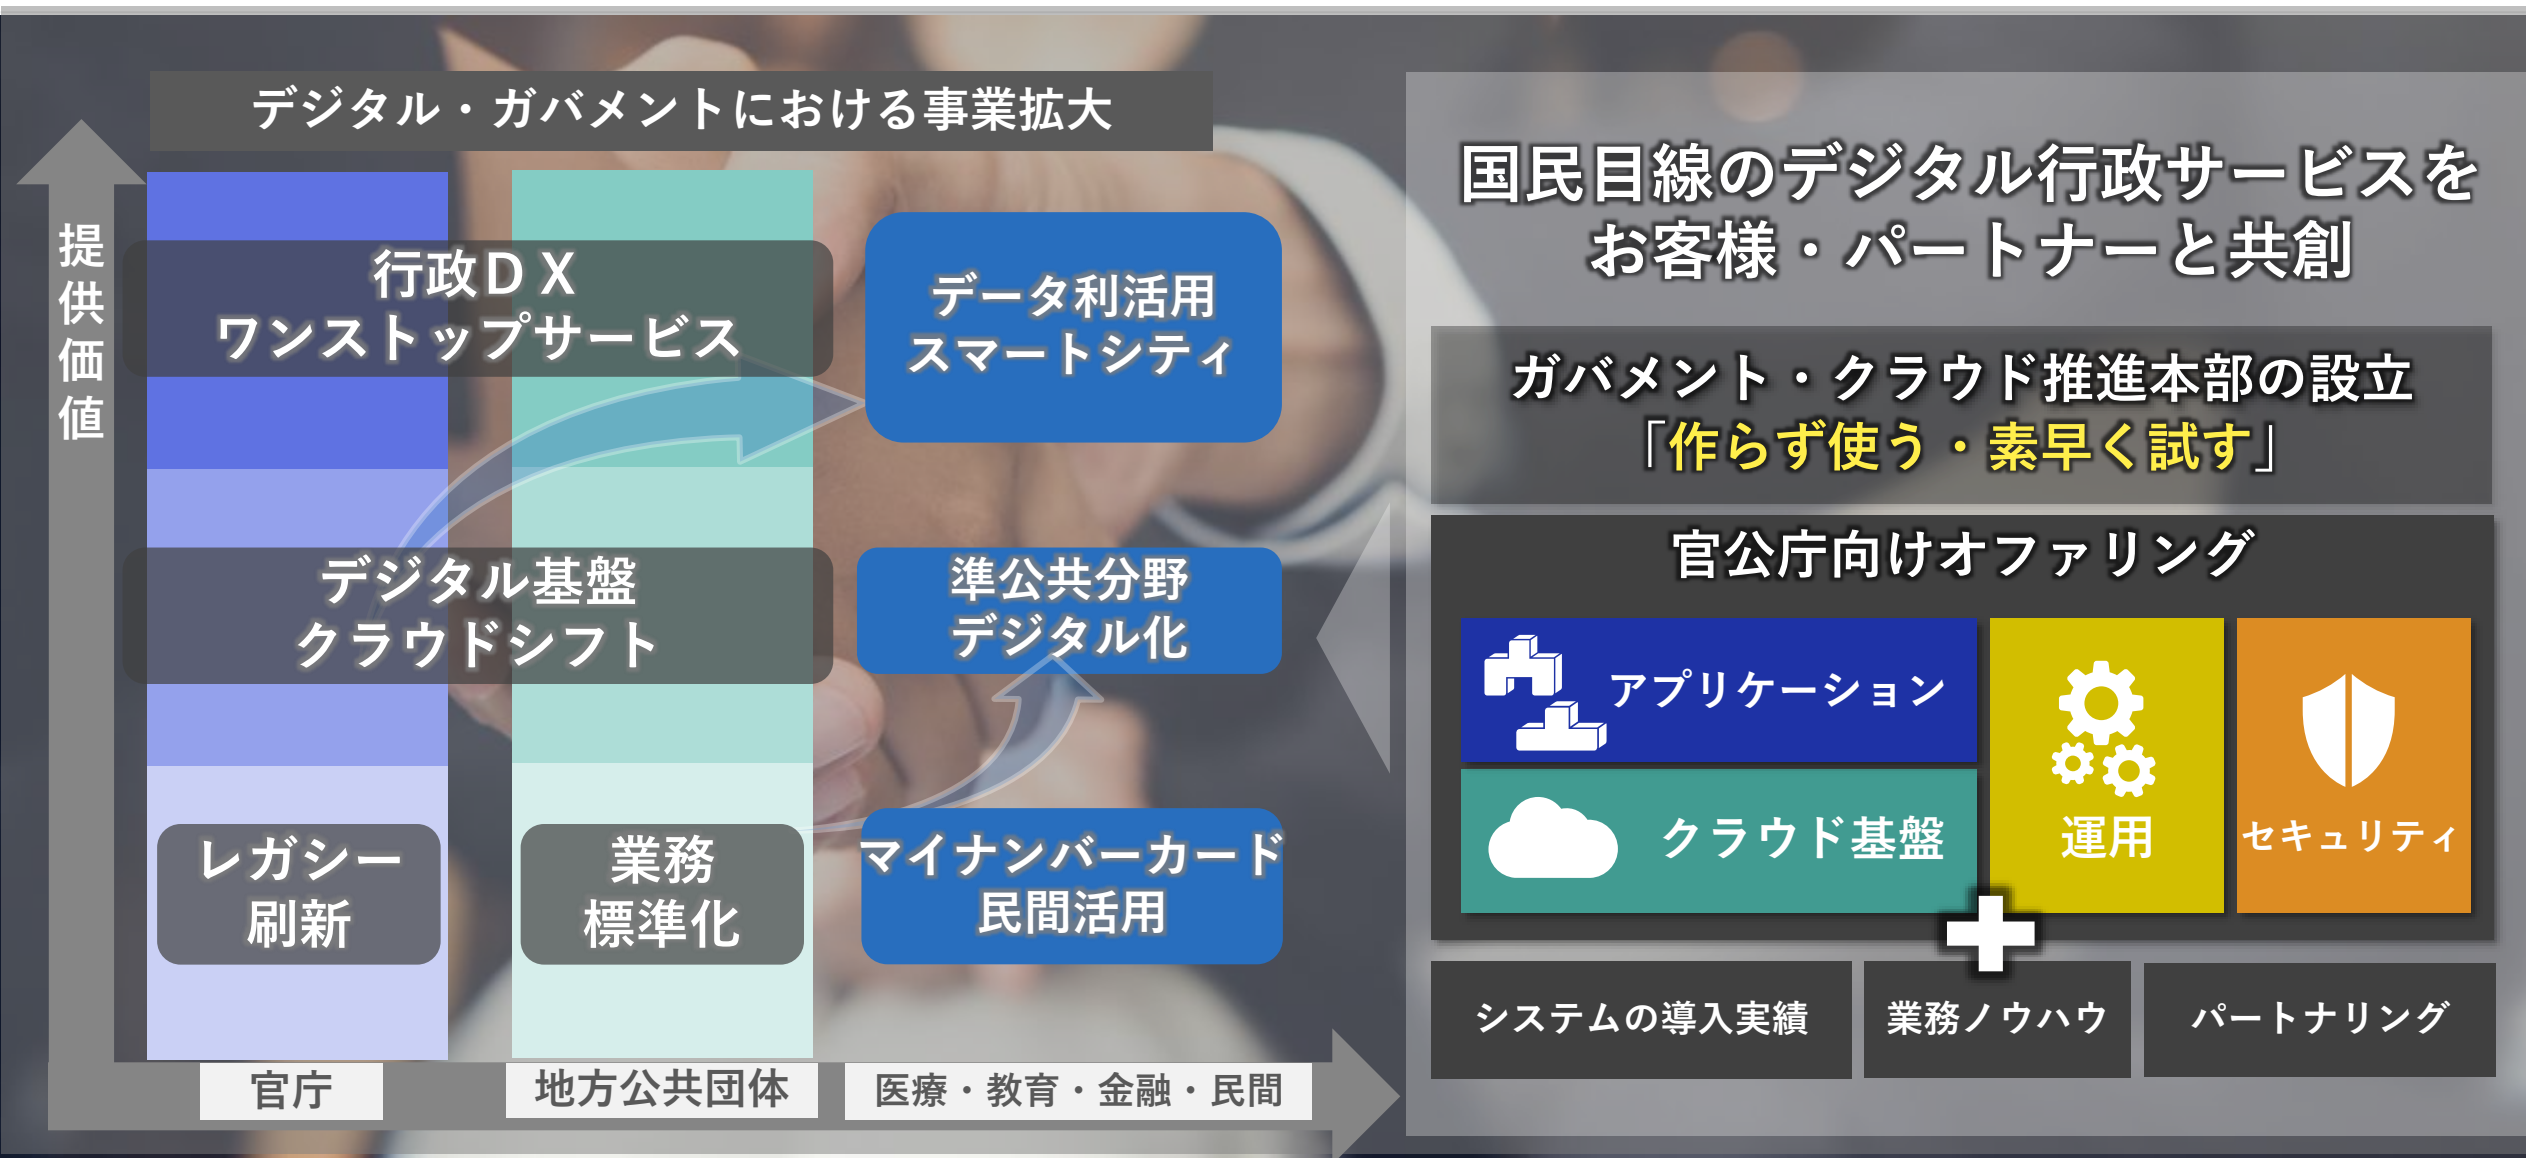 デジタル・ガバメントにおける事業拡大
提供価値
行政ＤＸ
ワンストップサービス
データ利活用
スマートシティ
デジタル基盤
クラウドシフト
準公共分野
デジタル化
レガシー
刷新
業務
標準化
マイナンバーカード
民間活用
官庁
地方公共団体
医療・教育・金融・民間
国民目線のデジタル行政サービスを
お客様・パートナーと共創
ガバメント・クラウド推進本部の設立
「作らず使う・素早く試す」
官公庁向けオファリング
アプリケーション
クラウド基盤
運用
セキュリティ
システムの導入実績
業務ノウハウ
パートナリング